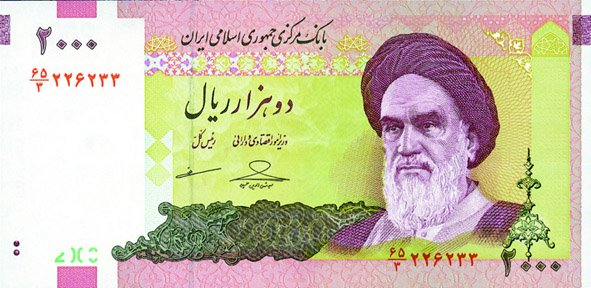 ۲۰۰۰
بانک مرکزی جمهوری اسلامی ایران
۶۵/۳ ۲۲۶۲۳۳
دو هزار ریال
وزیر امور اقتصادی و دارائی
رئیس کل
۶۵/۳ ۲۲۶۲۳۳
۲۰۰۰